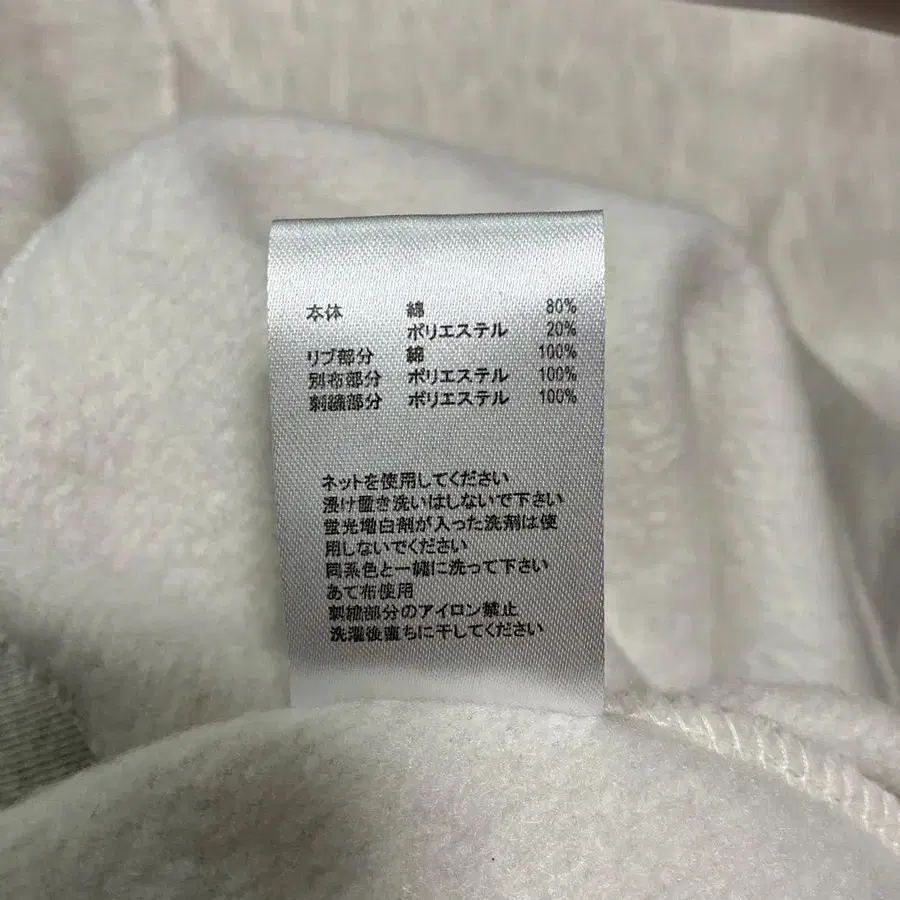 本体 綿 80%
ポリエステル 20%
リブ部分 綿 100%
別布部分 ポリエステル 100%
刺繍部分 ポリエステル 100%
ネットを使用してください
浸け置き洗いはしないで下さい
蛍光増白剤が入った洗剤は使
用しないでください
同系色と一緒に洗って下さい
あて布使用
刺繍部分のアイロン禁止
洗濯後直ちに干してください